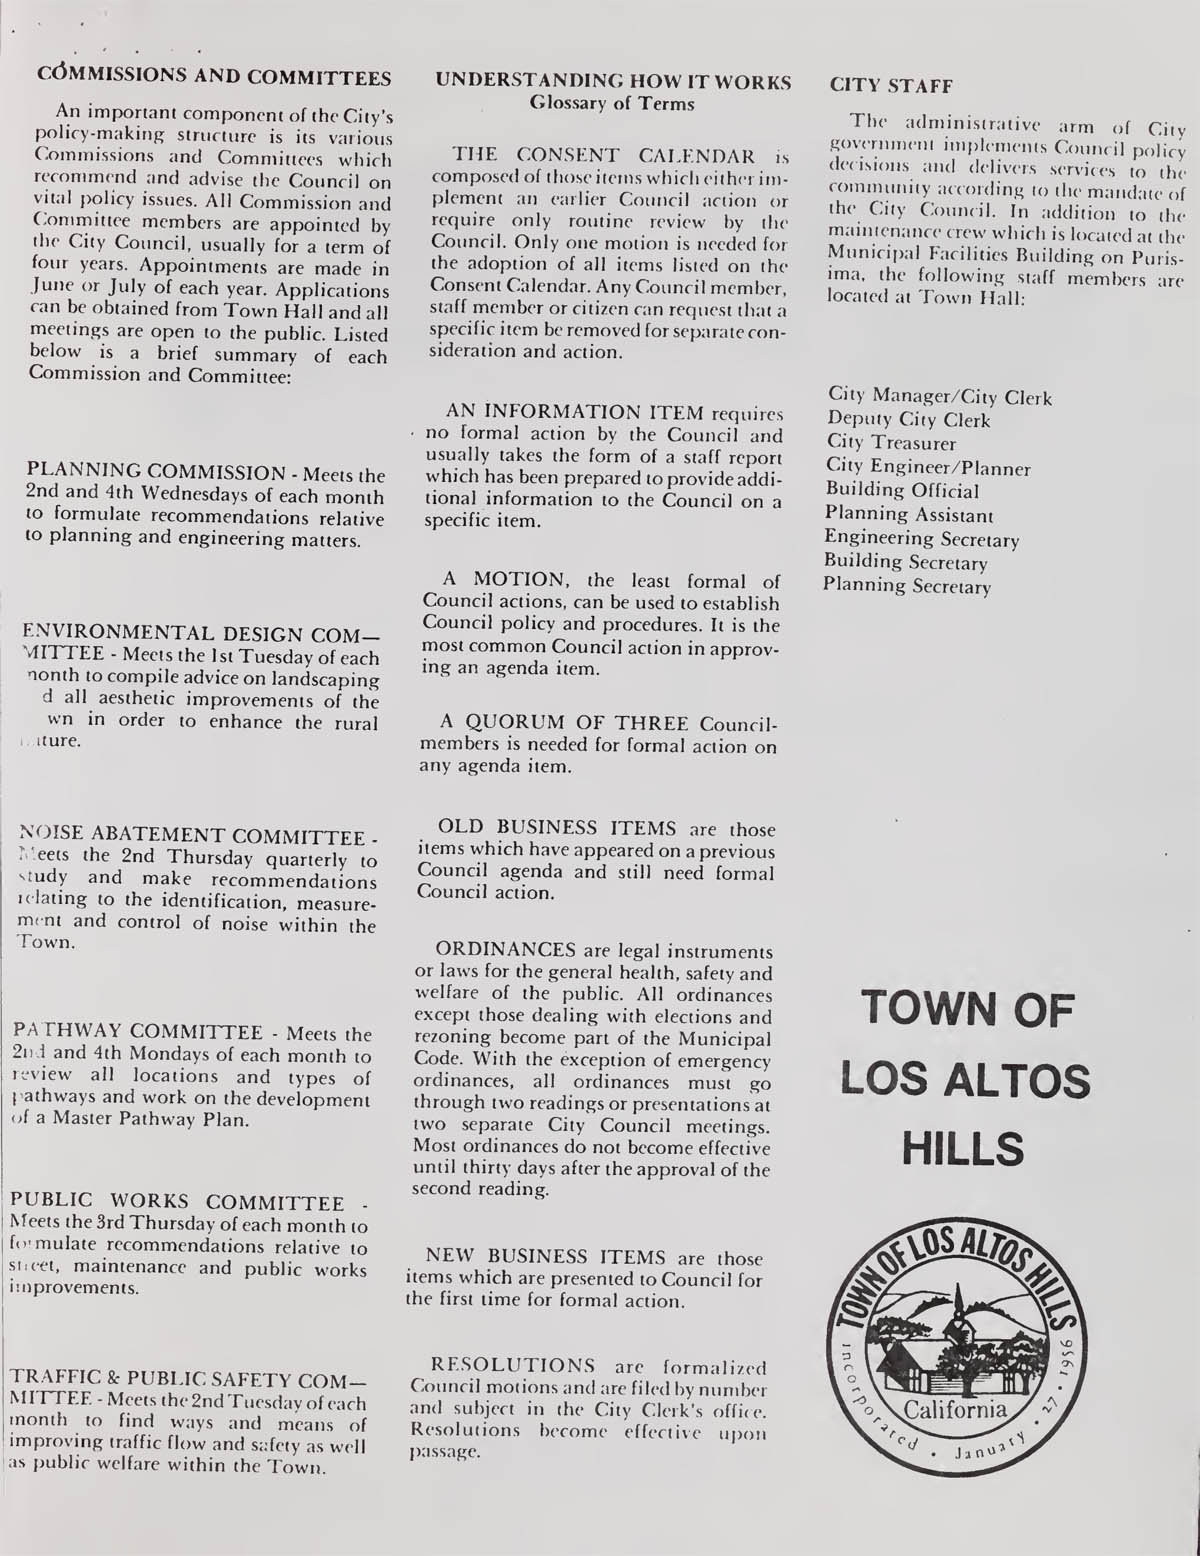 COMMISSIONS AND COMMITTEES
An important component of the City's
policy-making structure is its various
Commissions and Committees which
recommend and advise the Council on
vital policy issues. All Commission and
Committee members are appointed by
the City Council, usually for a term of
four years. Appointments are made in
June or July of each year. Applications
can be obtained from Town Hall and all
meetings are open to the public. Listed
below is a brief summary of each
Commission and Committee:
PLANNING COMMISSION - Meets the
2nd and 4th Wednesdays of each month
to formulate recommendations relative
to planning and engineering matters.
ENVIRONMENTAL DESIGN COM—
MITTEE - Meets the 1st Tuesday of each
month to compile advice on landscaping
d all aesthetic improvements of the
wn in order to enhance the rural
ature.
NOISE ABATEMENT COMMITTEE -
Meets the 2nd Thursday quarterly to
study and make recommendations
relating to the identification, measure-
ment and control of noise within the
Town.
PATHWAY COMMITTEE - Meets the
2nd and 4th Mondays of each month to
review all locations and types of
pathways and work on the development
of a Master Pathway Plan.
PUBLIC WORKS COMMITTEE -
Meets the 3rd Thursday of each month to
formulate recommendations relative to
street, maintenance and public works
improvements.
TRAFFIC & PUBLIC SAFETY COM—
MITTEE - Meets the 2nd Tuesday of each
month to find ways and means of
improving traffic flow and safety as well
as public welfare within the Town.
UNDERSTANDING HOW IT WORKS
Glossary of Terms
THE CONSENT CALENDAR is
composed of those items which either im-
plement an earlier Council action or
require only routine review by the
Council. Only one motion is needed for
the adoption of all items listed on the
Consent Calendar. Any Council member,
staff member or citizen can request that a
specific item be removed for separate con-
sideration and action.
AN INFORMATION ITEM requires
no formal action by the Council and
usually takes the form of a staff report
which has been prepared to provide addi-
tional information to the Council on a
specific item.
A MOTION, the least formal of
Council actions, can be used to establish
Council policy and procedures. It is the
most common Council action in approv-
ing an agenda item.
A QUORUM OF THREE Council-
members is needed for formal action on
any agenda item.
OLD BUSINESS ITEMS are those
items which have appeared on a previous
Council agenda and still need formal
Council action.
ORDINANCES are legal instruments
or laws for the general health, safety and
welfare of the public. All ordinances
except those dealing with elections and
rezoning become part of the Municipal
Code. With the exception of emergency
ordinances, all ordinances must go
through two readings or presentations at
two separate City Council meetings.
Most ordinances do not become effective
until thirty days after the approval of the
second reading.
NEW BUSINESS ITEMS are those
items which are presented to Council for
the first time for formal action.
RESOLUTIONS are formalized
Council motions and are filed by number
and subject in the City Clerk's office.
Resolutions become effective upon
passage.
CITY STAFF
The administrative arm of City
government implements Council policy
decisions and delivers services to the
community according to the mandate of
the City Council. In addition to the
maintenance crew which is located at the
Municipal Facilities Building on Puris-
ima, the following staff members are
located at Town Hall:
City Manager/City Clerk
Deputy City Clerk
City Treasurer
City Engineer/Planner
Building Official
Planning Assistant
Engineering Secretary
Building Secretary
Planning Secretary
TOWN OF
LOS ALTOS
HILLS
TOWN OF LOS ALTOS HILLS
California
incorporated • January • 27 • 1956